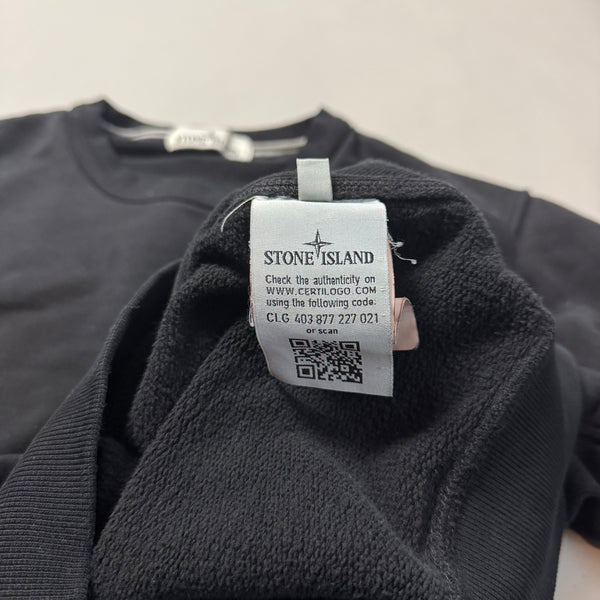 STONE ISLAND
Check the authenticity on
WWW.CERTILOGO.COM
using the following code:
CLG 403 877 227 021
or scan